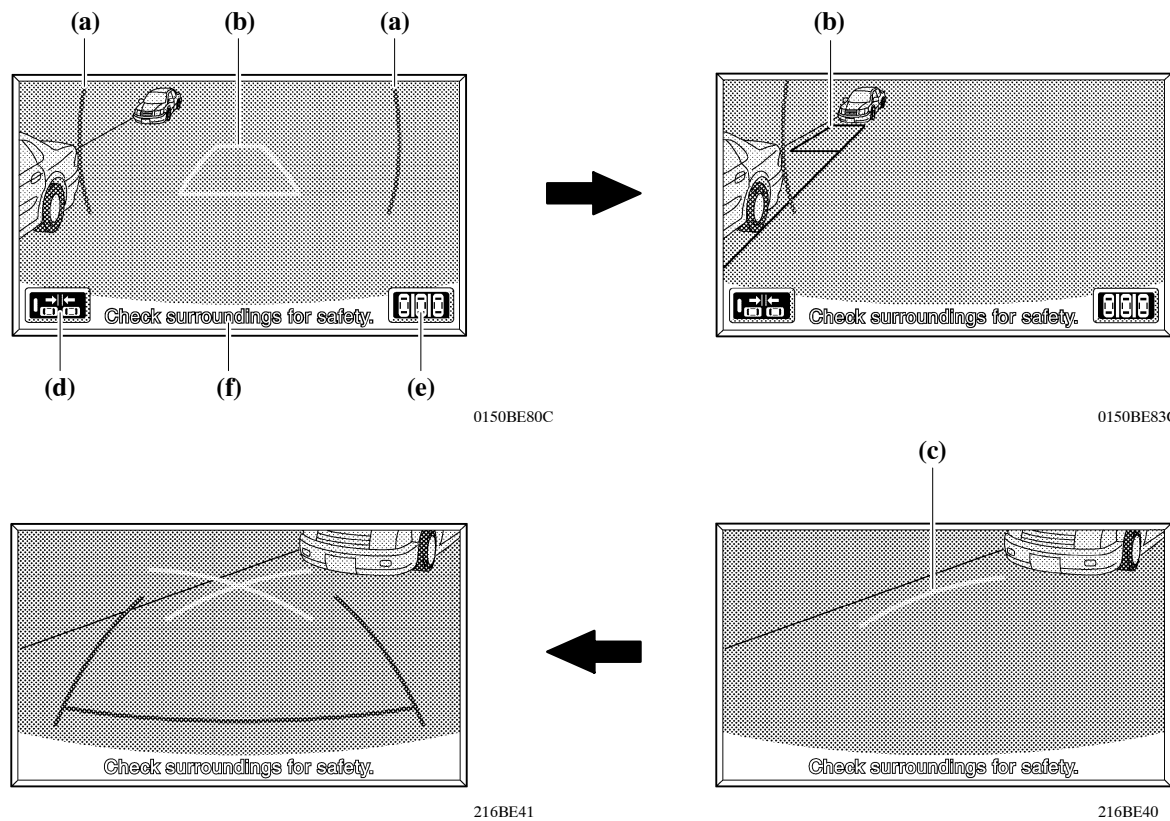 (a) (b) (a)
(b)
Check surroundings for safety.
Check surroundings for safety.
(d) (f) (e)
0150BE80C
0150BE83C
(c)
Check surroundings for safety.
Check surroundings for safety.
216BE41
216BE40